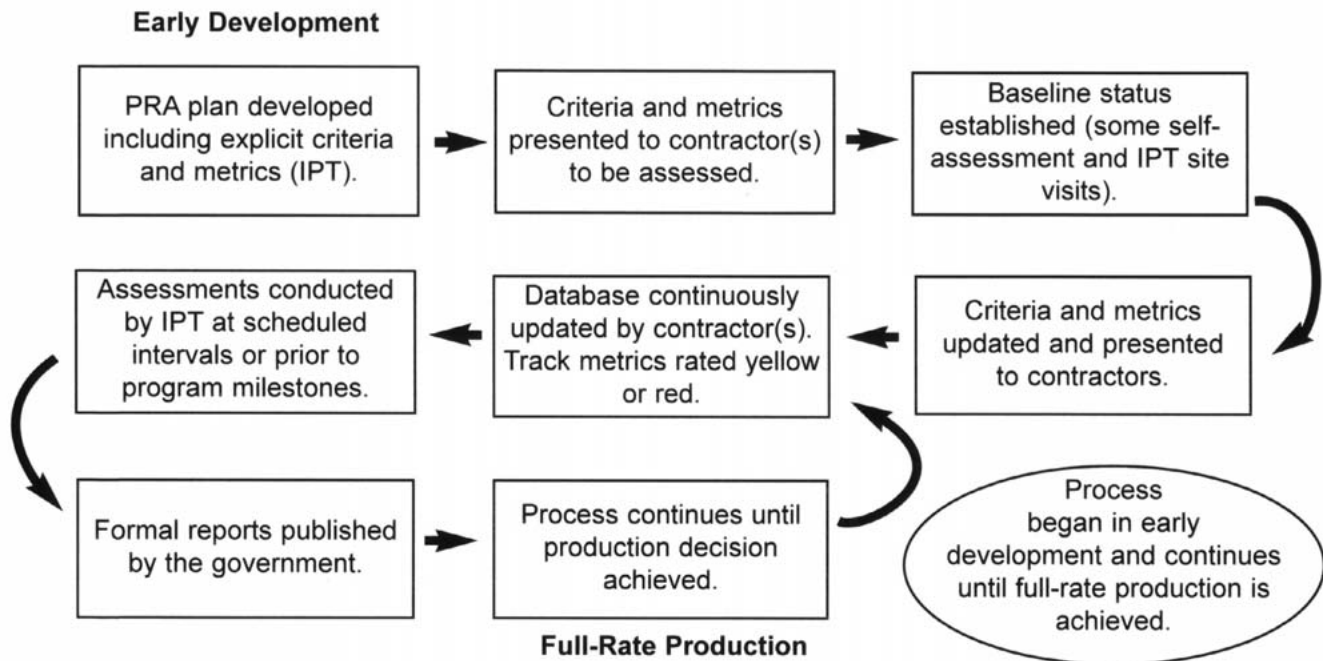 Early Development
PRA plan developed
including explicit criteria
and metrics (IPT).
Criteria and metrics
presented to contractor(s)
to be assessed.
Baseline status
established (some self-
assessment and IPT site
visits).
Assessments conducted
by IPT at scheduled
intervals or prior to
program milestones.
Database continuously
updated by contractor(s).
Track metrics rated yellow
or red.
Criteria and metrics
updated and presented
to contractors.
Formal reports published
by the government.
Process continues until
production decision
achieved.
Process
began in early
development and continues
until full-rate production is
achieved.
Full-Rate Production